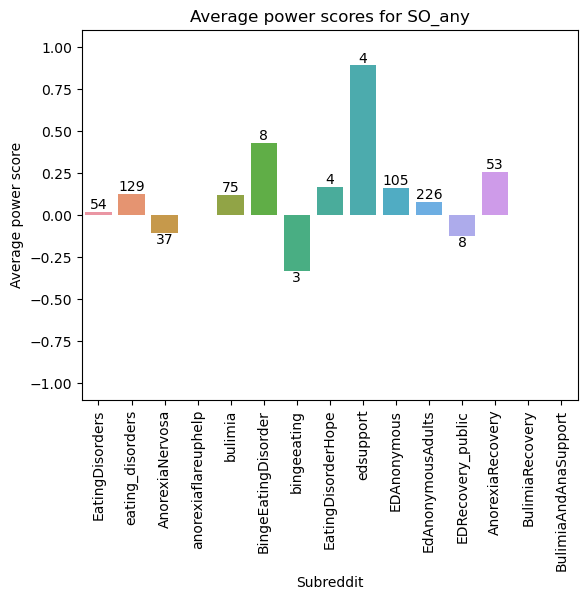 Average power scores for SO_any
Average power score
1.00
0.75
0.50
0.25
0.00
−0.25
−0.50
−0.75
−1.00
54
129
37
75
8
3
4
4
105
226
8
53
EatingDisorders
eating_disorders
AnorexiaNervosa
anorexiaflareuphelp
bulimia
BingeEatingDisorder
bingeeating
EatingDisorderHope
edsupport
EDAnonymous
EdAnonymousAdults
EDRecovery_public
AnorexiaRecovery
BulimiaRecovery
BulimiaAndAnaSupport
Subreddit